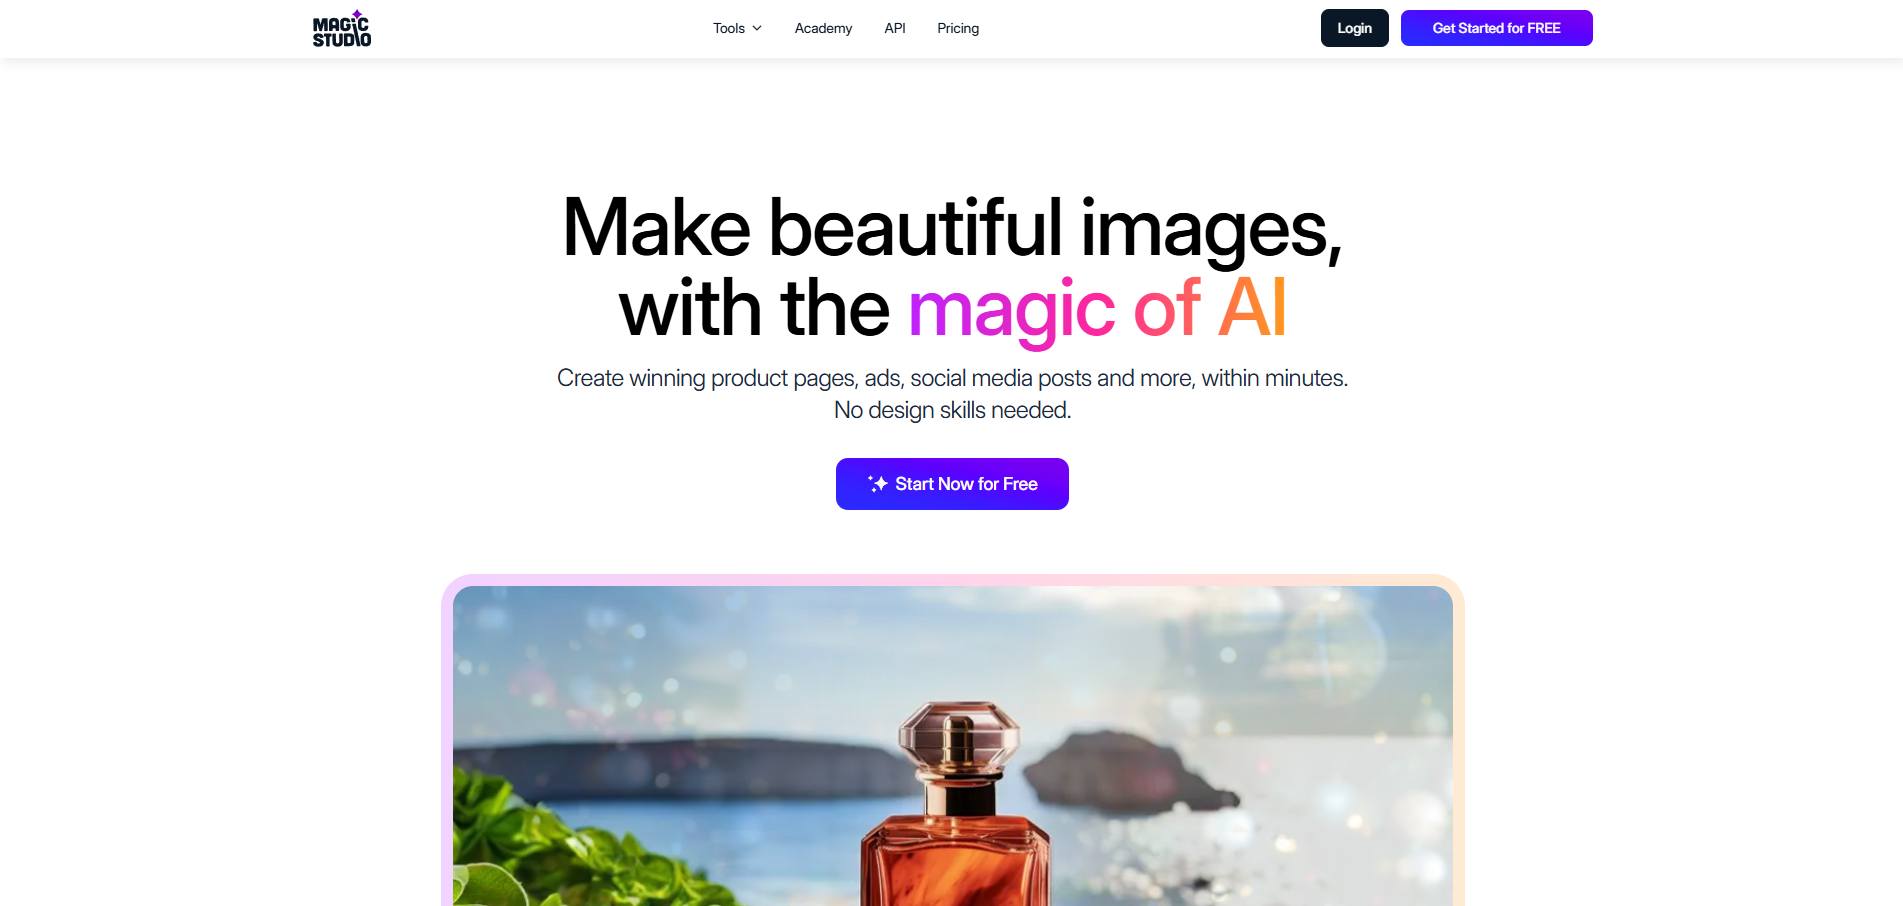 MAGIC
STUDIO
Tools
Academy
API
Pricing
Login
Get Started for FREE
Make beautiful images,
with the magic of AI
Create winning product pages, ads, social media posts and more, within minutes.
No design skills needed.
Start Now for Free